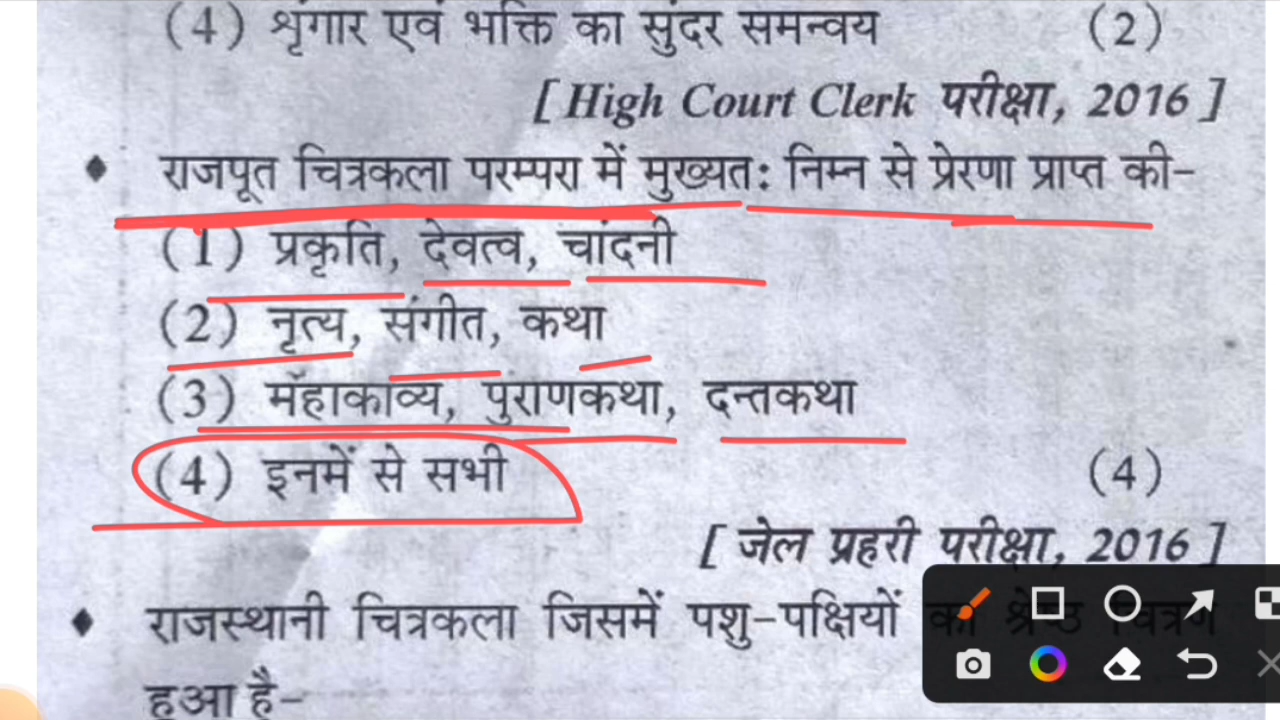 (4) शृंगार एवं भक्ति का सुंदर समन्वय (2)
[ High Court Clerk परीक्षा, 2016 ]
♦ राजपूत चित्रकला परम्परा में मुख्यतः निम्न से प्रेरणा प्राप्त की-
(1) प्रकृति, देवत्व, चांदनी
(2) नृत्य, संगीत, कथा
(3) महाकाव्य, पुराणकथा, दन्तकथा
(4) इनमें से सभी (4)
[ जेल प्रहरी परीक्षा, 2016 ]
♦ राजस्थानी चित्रकला जिसमें पशु-पक्षियों का श्रेष्ठ चित्रण
हुआ है-